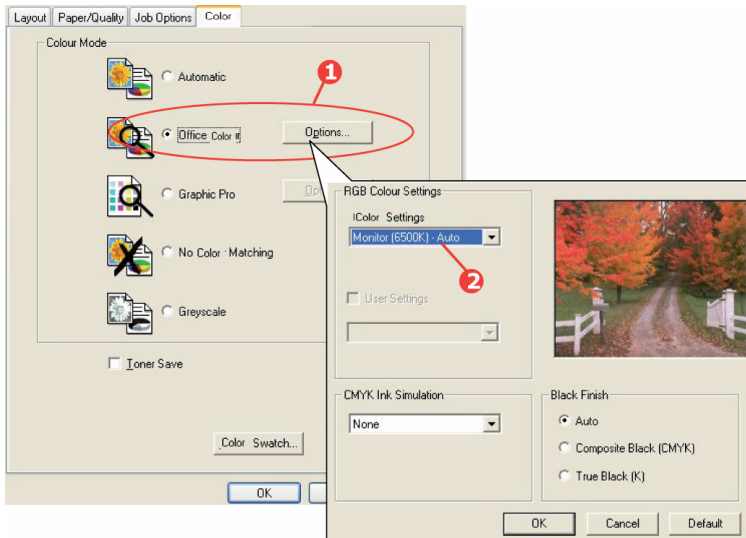 Layout Paper/Quality Job Options Color
Colour Mode
1
Automatic
Office Color
Options...
Graphic Pro
Op
No Color Matching
Greyscale
Toner Save
Color Swatch...
OK
RGB Colour Settings
Color Settings
Monitor (6500K) - Auto
2
User Settings
CMYK Ink Simulation
None
Black Finish
Auto
Composite Black (CMYK)
True Black (K)
OK Cancel Default